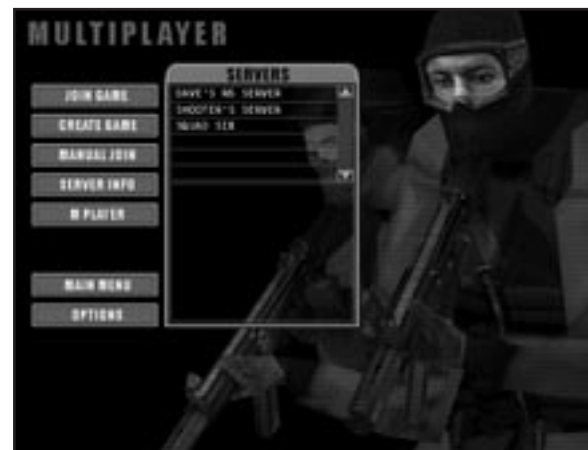 MULTIPLAYER
SERVERS
JOIN GAME
CREATE GAME
MANUAL JOIN
SERVER INFO
M PLAYER
MAIN MENU
OPTIONS
DAVE'S R6 SERVER
SHOOTER'S SERVER
SQUAD SIX